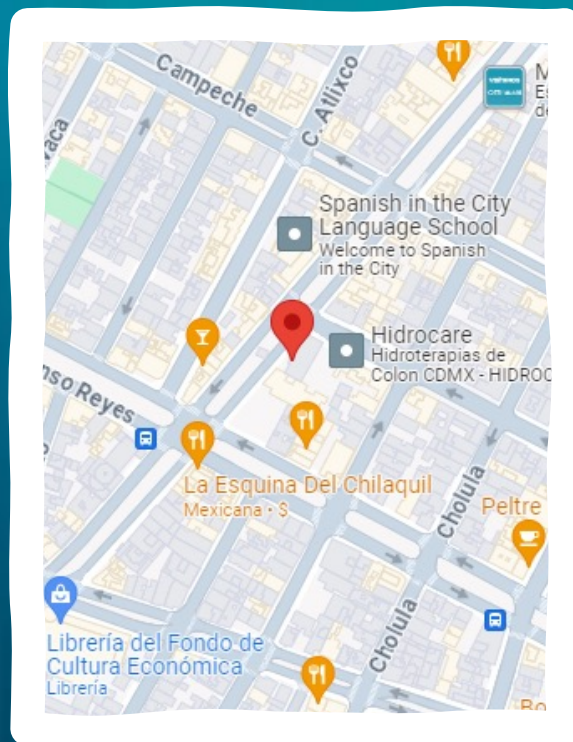 Campeche
C. Atlixco
Spanish in the City
Language School
Welcome to Spanish
in the City
Hidrocare
Hidroterapias de
Colon CDMX - HIDROC
nso Reyes
La Esquina Del Chilaquil
Mexicana · $
Cholula
Peltre
Librería del Fondo de
Cultura Económica
Librería
Cholula